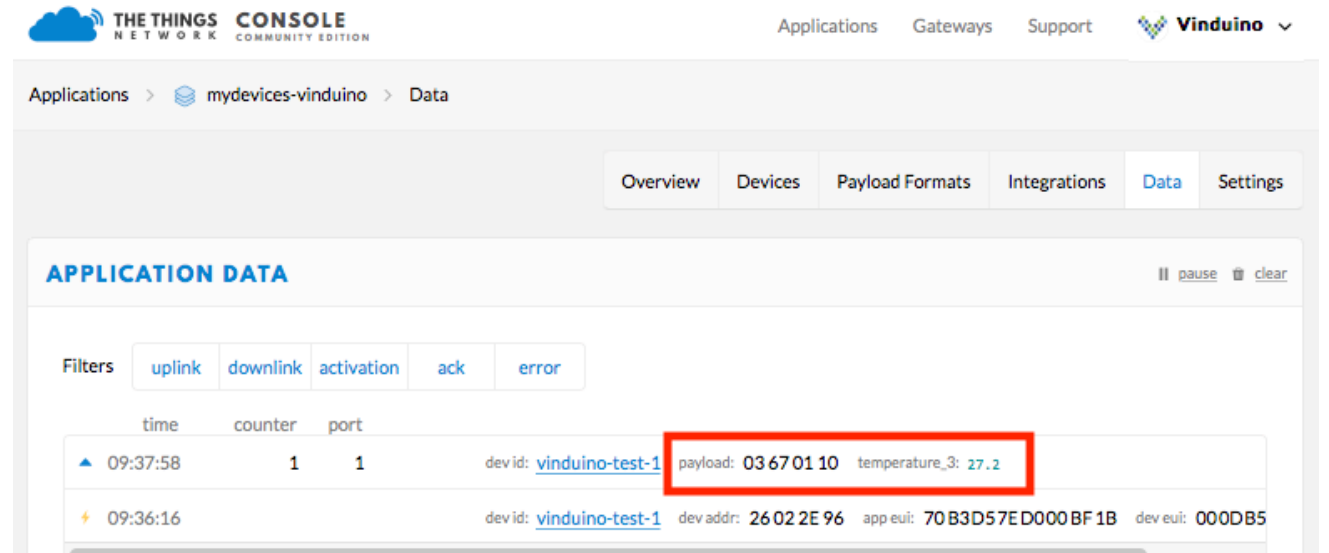 THE THINGS NETWORK CONSOLE COMMUNITY EDITION
Applications Gateways Support Vinduino
Applications > mydevices-vinduino > Data
Overview Devices Payload Formats Integrations Data Settings
APPLICATION DATA pause clear
Filters uplink downlink activation ack error
time counter port
09:37:58 1 1 dev id: vinduino-test-1 payload: 03 67 01 10 temperature_3: 27.2
09:36:16 dev id: vinduino-test-1 dev addr: 26 02 2E 96 app eui: 70 B3 D5 7E D0 00 BF 1B dev eui: 00 0D B5